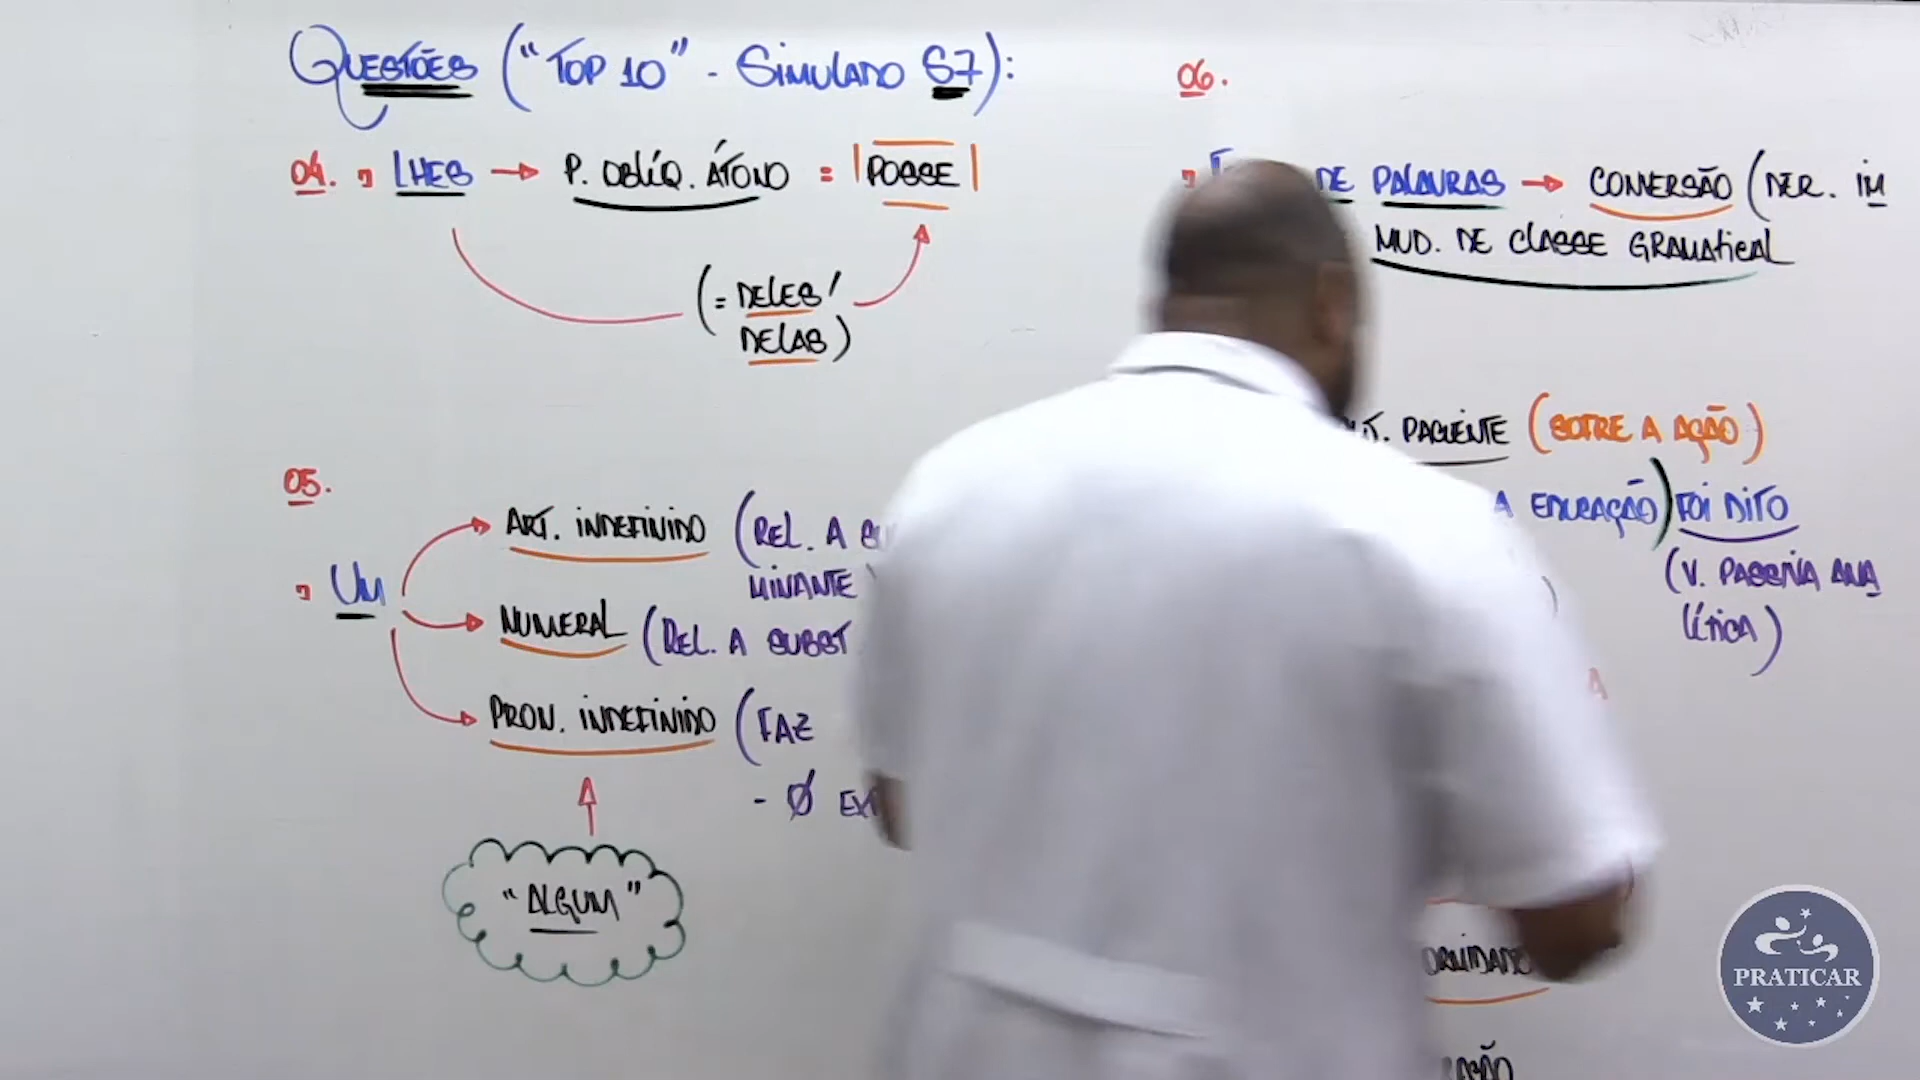 QUESTÕES ("TOP 10" - SIMULADO S7):
04. LHES → P. OBLÍQ. ÁTONO = |POSSE|
(= DELES/
DELAS)
05.
UM
ART. INDEFINIDO (REL. A
MINANTE
NUMERAL (REL. A SUBST
PRON. INDEFINIDO (FAZ
- Ø
"ALGUM"
06.
DE PALAVRAS → CONVERSÃO (DER. IM
MUD. DE CLASSE GRAMATICAL
PACIENTE (SOFRE A AÇÃO)
A EDUCAÇÃO) FOI DITO
(V. PASSIVA ANA
LÍTICA)
PRATICAR